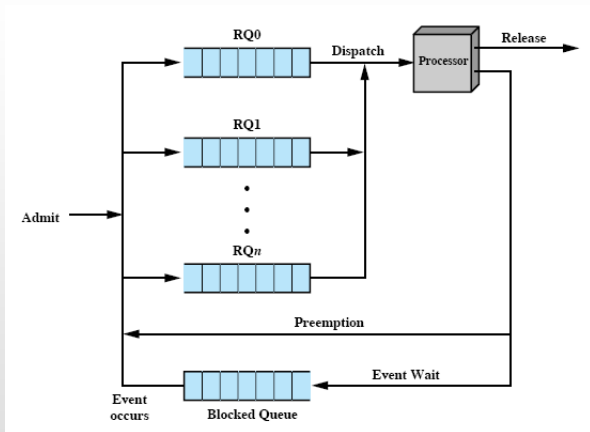 RQ0
Dispatch
Release
Processor
RQ1
Admit
RQn
Preemption
Event Wait
Event
occurs
Blocked Queue